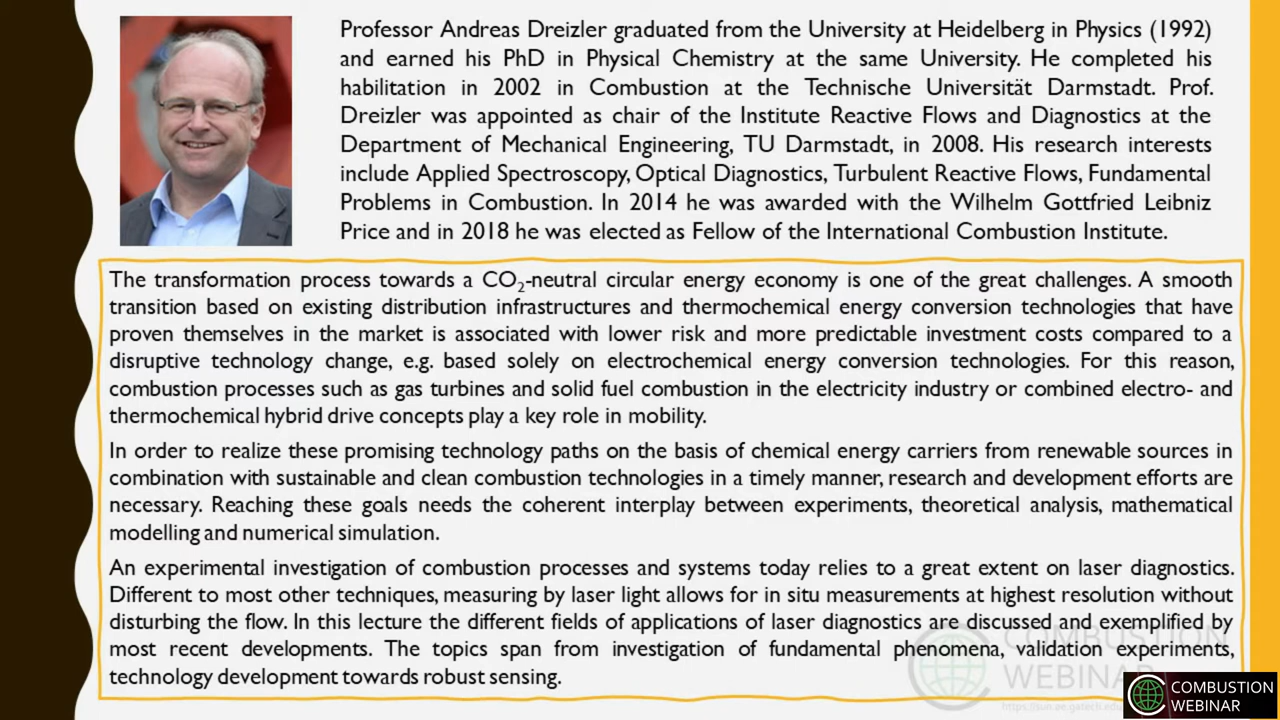 Professor Andreas Dreizler graduated from the University at Heidelberg in Physics (1992)
and earned his PhD in Physical Chemistry at the same University. He completed his
habilitation in 2002 in Combustion at the Technische Universität Darmstadt. Prof.
Dreizler was appointed as chair of the Institute Reactive Flows and Diagnostics at the
Department of Mechanical Engineering, TU Darmstadt, in 2008. His research interests
include Applied Spectroscopy, Optical Diagnostics, Turbulent Reactive Flows, Fundamental
Problems in Combustion. In 2014 he was awarded with the Wilhelm Gottfried Leibniz
Price and in 2018 he was elected as Fellow of the International Combustion Institute.
The transformation process towards a CO₂-neutral circular energy economy is one of the great challenges. A smooth
transition based on existing distribution infrastructures and thermochemical energy conversion technologies that have
proven themselves in the market is associated with lower risk and more predictable investment costs compared to a
disruptive technology change, e.g. based solely on electrochemical energy conversion technologies. For this reason,
combustion processes such as gas turbines and solid fuel combustion in the electricity industry or combined electro- and
thermochemical hybrid drive concepts play a key role in mobility.
In order to realize these promising technology paths on the basis of chemical energy carriers from renewable sources in
combination with sustainable and clean combustion technologies in a timely manner, research and development efforts are
necessary. Reaching these goals needs the coherent interplay between experiments, theoretical analysis, mathematical
modelling and numerical simulation.
An experimental investigation of combustion processes and systems today relies to a great extent on laser diagnostics.
Different to most other techniques, measuring by laser light allows for in situ measurements at highest resolution without
disturbing the flow. In this lecture the different fields of applications of laser diagnostics are discussed and exemplified by
most recent developments. The topics span from investigation of fundamental phenomena, validation experiments,
technology development towards robust sensing.
COMBUSTION
WEBINAR
COMBUSTION
WEBINAR